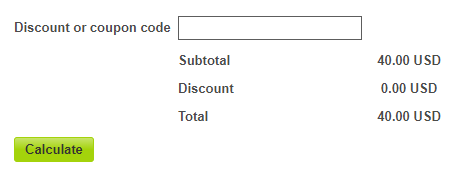 Discount or coupon code
Subtotal 40.00 USD
Discount 0.00 USD
Total 40.00 USD
Calculate